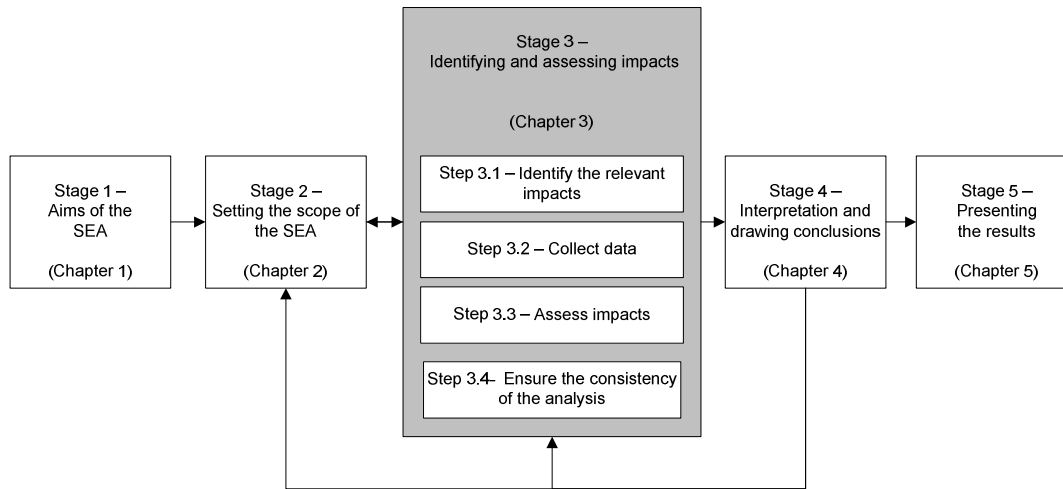 Stage 1 –
Aims of the
SEA
(Chapter 1)
Stage 2 –
Setting the scope of
the SEA
(Chapter 2)
Stage 3 –
Identifying and assessing impacts
(Chapter 3)
Step 3.1 – Identify the relevant
impacts
Step 3.2 – Collect data
Step 3.3 – Assess impacts
Step 3.4– Ensure the consistency
of the analysis
Stage 4 –
Interpretation and
drawing conclusions
(Chapter 4)
Stage 5 –
Presenting
the results
(Chapter 5)